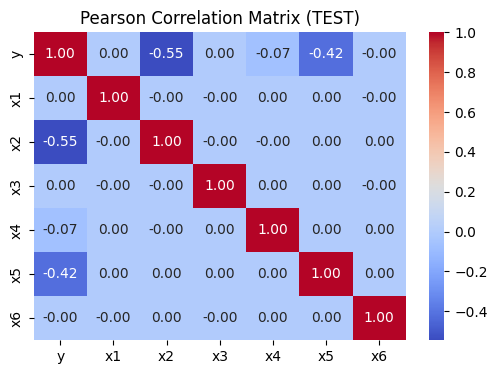 Pearson Correlation Matrix (TEST)
y 1.00 0.00 -0.55 0.00 -0.07 -0.42 -0.00
x1 0.00 1.00 -0.00 -0.00 0.00 0.00 -0.00
x2 -0.55 -0.00 1.00 -0.00 -0.00 0.00 0.00
x3 0.00 -0.00 -0.00 1.00 0.00 0.00 -0.00
x4 -0.07 0.00 -0.00 0.00 1.00 0.00 0.00
x5 -0.42 0.00 0.00 0.00 0.00 1.00 0.00
x6 -0.00 -0.00 0.00 -0.00 0.00 0.00 1.00
y x1 x2 x3 x4 x5 x6
1.0
0.8
0.6
0.4
0.2
0.0
−0.2
−0.4